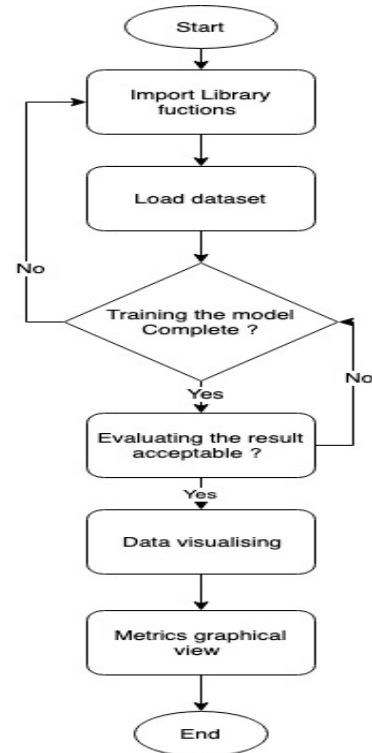 Start
Import Library
fuctions
Load dataset
No
Training the model
Complete ?
No
Yes
Evaluating the result
acceptable ?
Yes
Data visualising
Metrics graphical
view
End